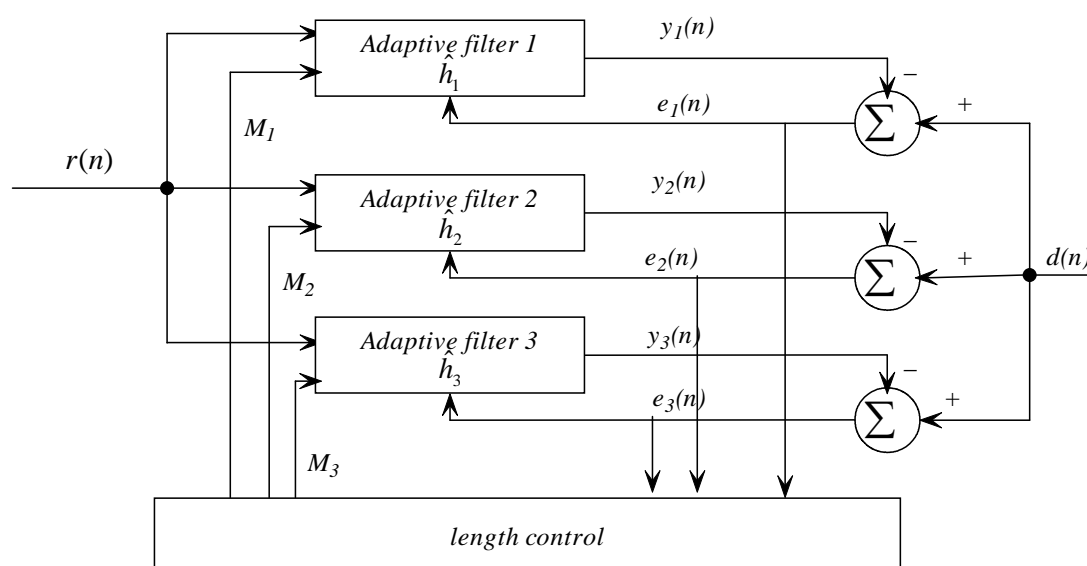 Adaptive filter 1
ĥ₁
y₁(n)
−
+
Σ
e₁(n)
M₁
r(n)
Adaptive filter 2
ĥ₂
y₂(n)
−
+
Σ
e₂(n)
d(n)
M₂
Adaptive filter 3
ĥ₃
y₃(n)
−
+
Σ
e₃(n)
M₃
length control